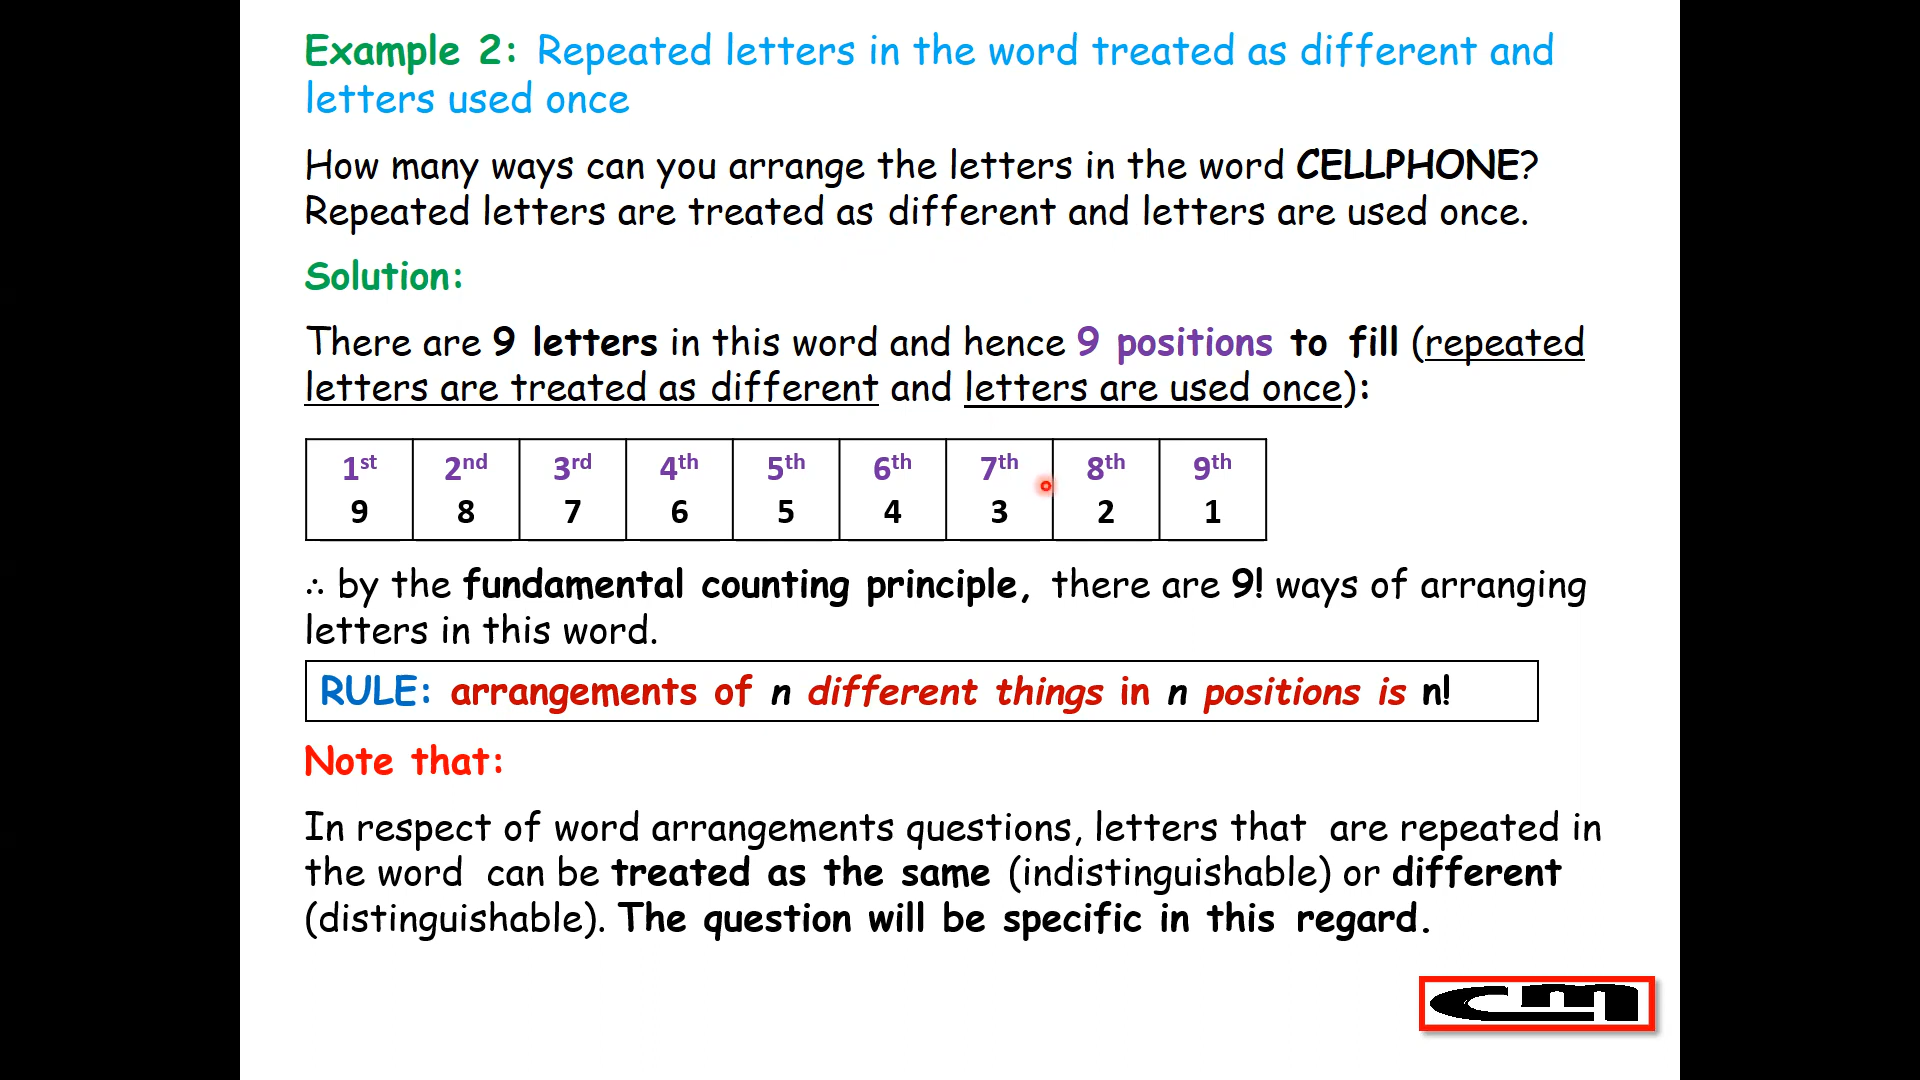 Example 2: Repeated letters in the word treated as different and
letters used once
How many ways can you arrange the letters in the word CELLPHONE?
Repeated letters are treated as different and letters are used once.
Solution:
There are 9 letters in this word and hence 9 positions to fill (repeated
letters are treated as different and letters are used once):
1st 2nd 3rd 4th 5th 6th 7th 8th 9th
9 8 7 6 5 4 3 2 1
∴ by the fundamental counting principle, there are 9! ways of arranging
letters in this word.
RULE: arrangements of n different things in n positions is n!
Note that:
In respect of word arrangements questions, letters that are repeated in
the word can be treated as the same (indistinguishable) or different
(distinguishable). The question will be specific in this regard.
cm